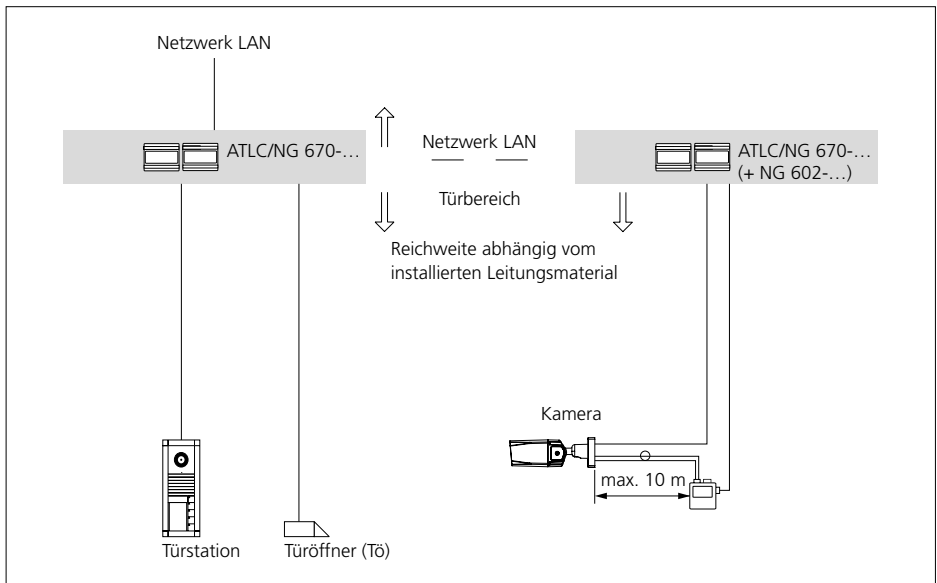 Netzwerk LAN
ATLC/NG 670-…
Netzwerk LAN
ATLC/NG 670-…
(+ NG 602-…)
Türbereich
Reichweite abhängig vom
installierten Leitungsmaterial
Kamera
max. 10 m
Türstation
Türöffner (Tö)